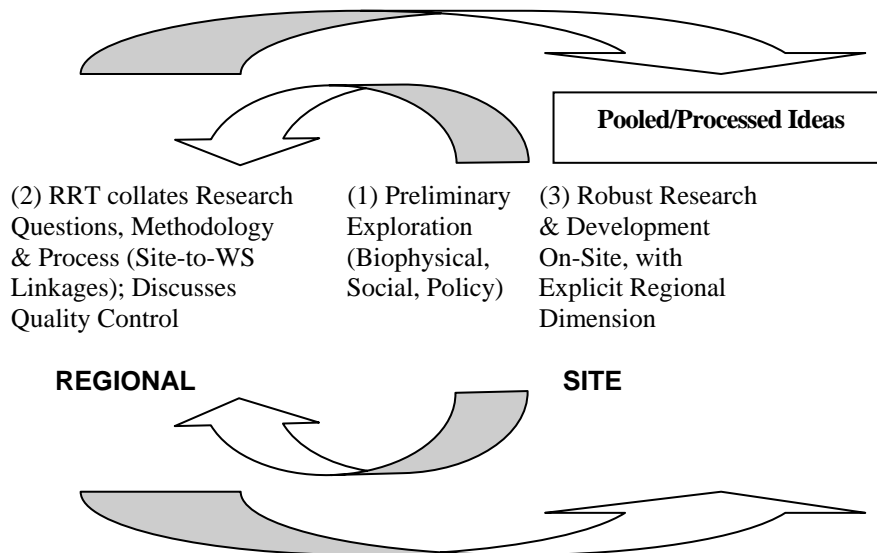 Pooled/Processed Ideas
(2) RRT collates Research
Questions, Methodology
& Process (Site-to-WS
Linkages); Discusses
Quality Control
(1) Preliminary
Exploration
(Biophysical,
Social, Policy)
(3) Robust Research
& Development
On-Site, with
Explicit Regional
Dimension
REGIONAL
SITE